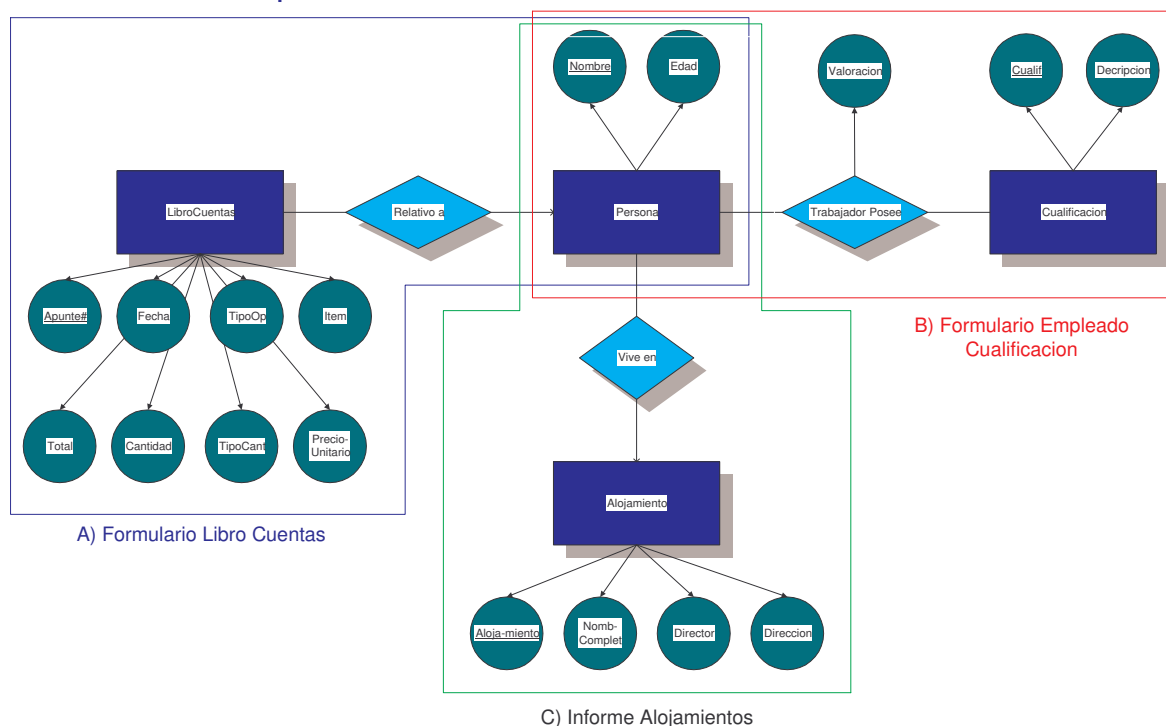 Nombre
Edad
Valoracion
Cualif
Decripcion
LibroCuentas
Relativo a
Persona
Trabajador Posee
Cualificacion
Apunte#
Fecha
TipoOp
Item
B) Formulario Empleado
Cualificacion
Vive en
Total
Cantidad
TipoCant
Precio-
Unitario
Alojamiento
A) Formulario Libro Cuentas
Aloja-miento
Nomb-
Complet
Director
Direccion
C) Informe Alojamientos